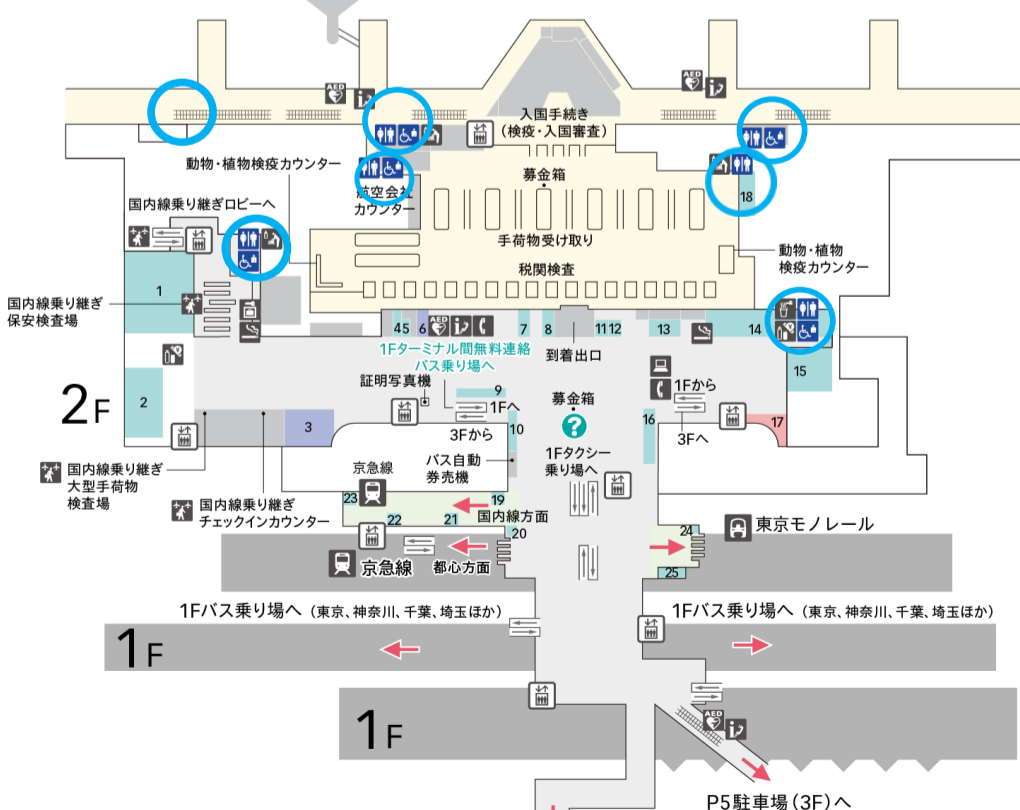 AED
AED
入国手続き
(検疫・入国審査)
動物・植物検疫カウンター
募金箱
航空会社
カウンター
18
国内線乗り継ぎロビーへ
手荷物受け取り
動物・植物
検疫カウンター
税関検査
1
国内線乗り継ぎ
保安検査場
4
5
6
AED
7
8
11
12
13
14
1Fターミナル間無料連絡
バス乗り場へ
到着出口
15
証明写真機
1Fから
2F
2
9
1Fへ
募金箱
3
3Fから
10
?
16
3Fへ
17
1Fタクシー
乗り場へ
バス自動
券売機
国内線乗り継ぎ
大型手荷物
検査場
京急線
国内線乗り継ぎ
チェックインカウンター
23
19
22
21
国内線方面
20
24
東京モノレール
京急線
都心方面
25
1Fバス乗り場へ (東京、神奈川、千葉、埼玉ほか)
1Fバス乗り場へ (東京、神奈川、千葉、埼玉ほか)
1F
1F
AED
P5駐車場(3F)へ